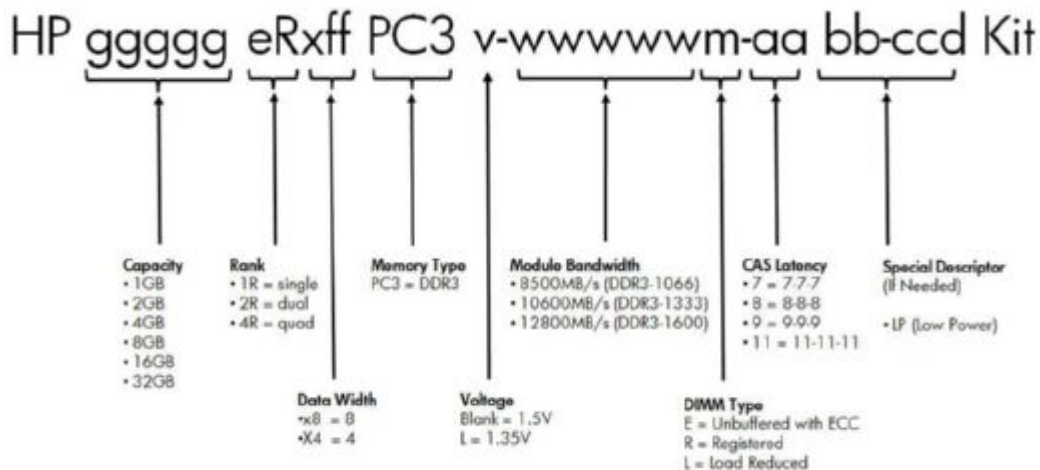 HP ggggg eRxff PC3 v-wwwwwm-aa bb-ccd Kit
Capacity
• 1GB
• 2GB
• 4GB
• 8GB
• 16GB
• 32GB
Rank
• 1R = single
• 2R = dual
• 4R = quad
Memory Type
PC3 = DDR3
Module Bandwidth
• 8500MB/s (DDR3-1066)
• 10600MB/s (DDR3-1333)
• 12800MB/s (DDR3-1600)
CAS Latency
• 7 = 7-7-7
• 8 = 8-8-8
• 9 = 9-9-9
• 11 = 11-11-11
Special Descriptor
(If Needed)
• LP (Low Power)
Data Width
•x8 = 8
•X4 = 4
Voltage
Blank = 1.5V
L = 1.35V
DIMM Type
E = Unbuffered with ECC
R = Registered
L = Load Reduced